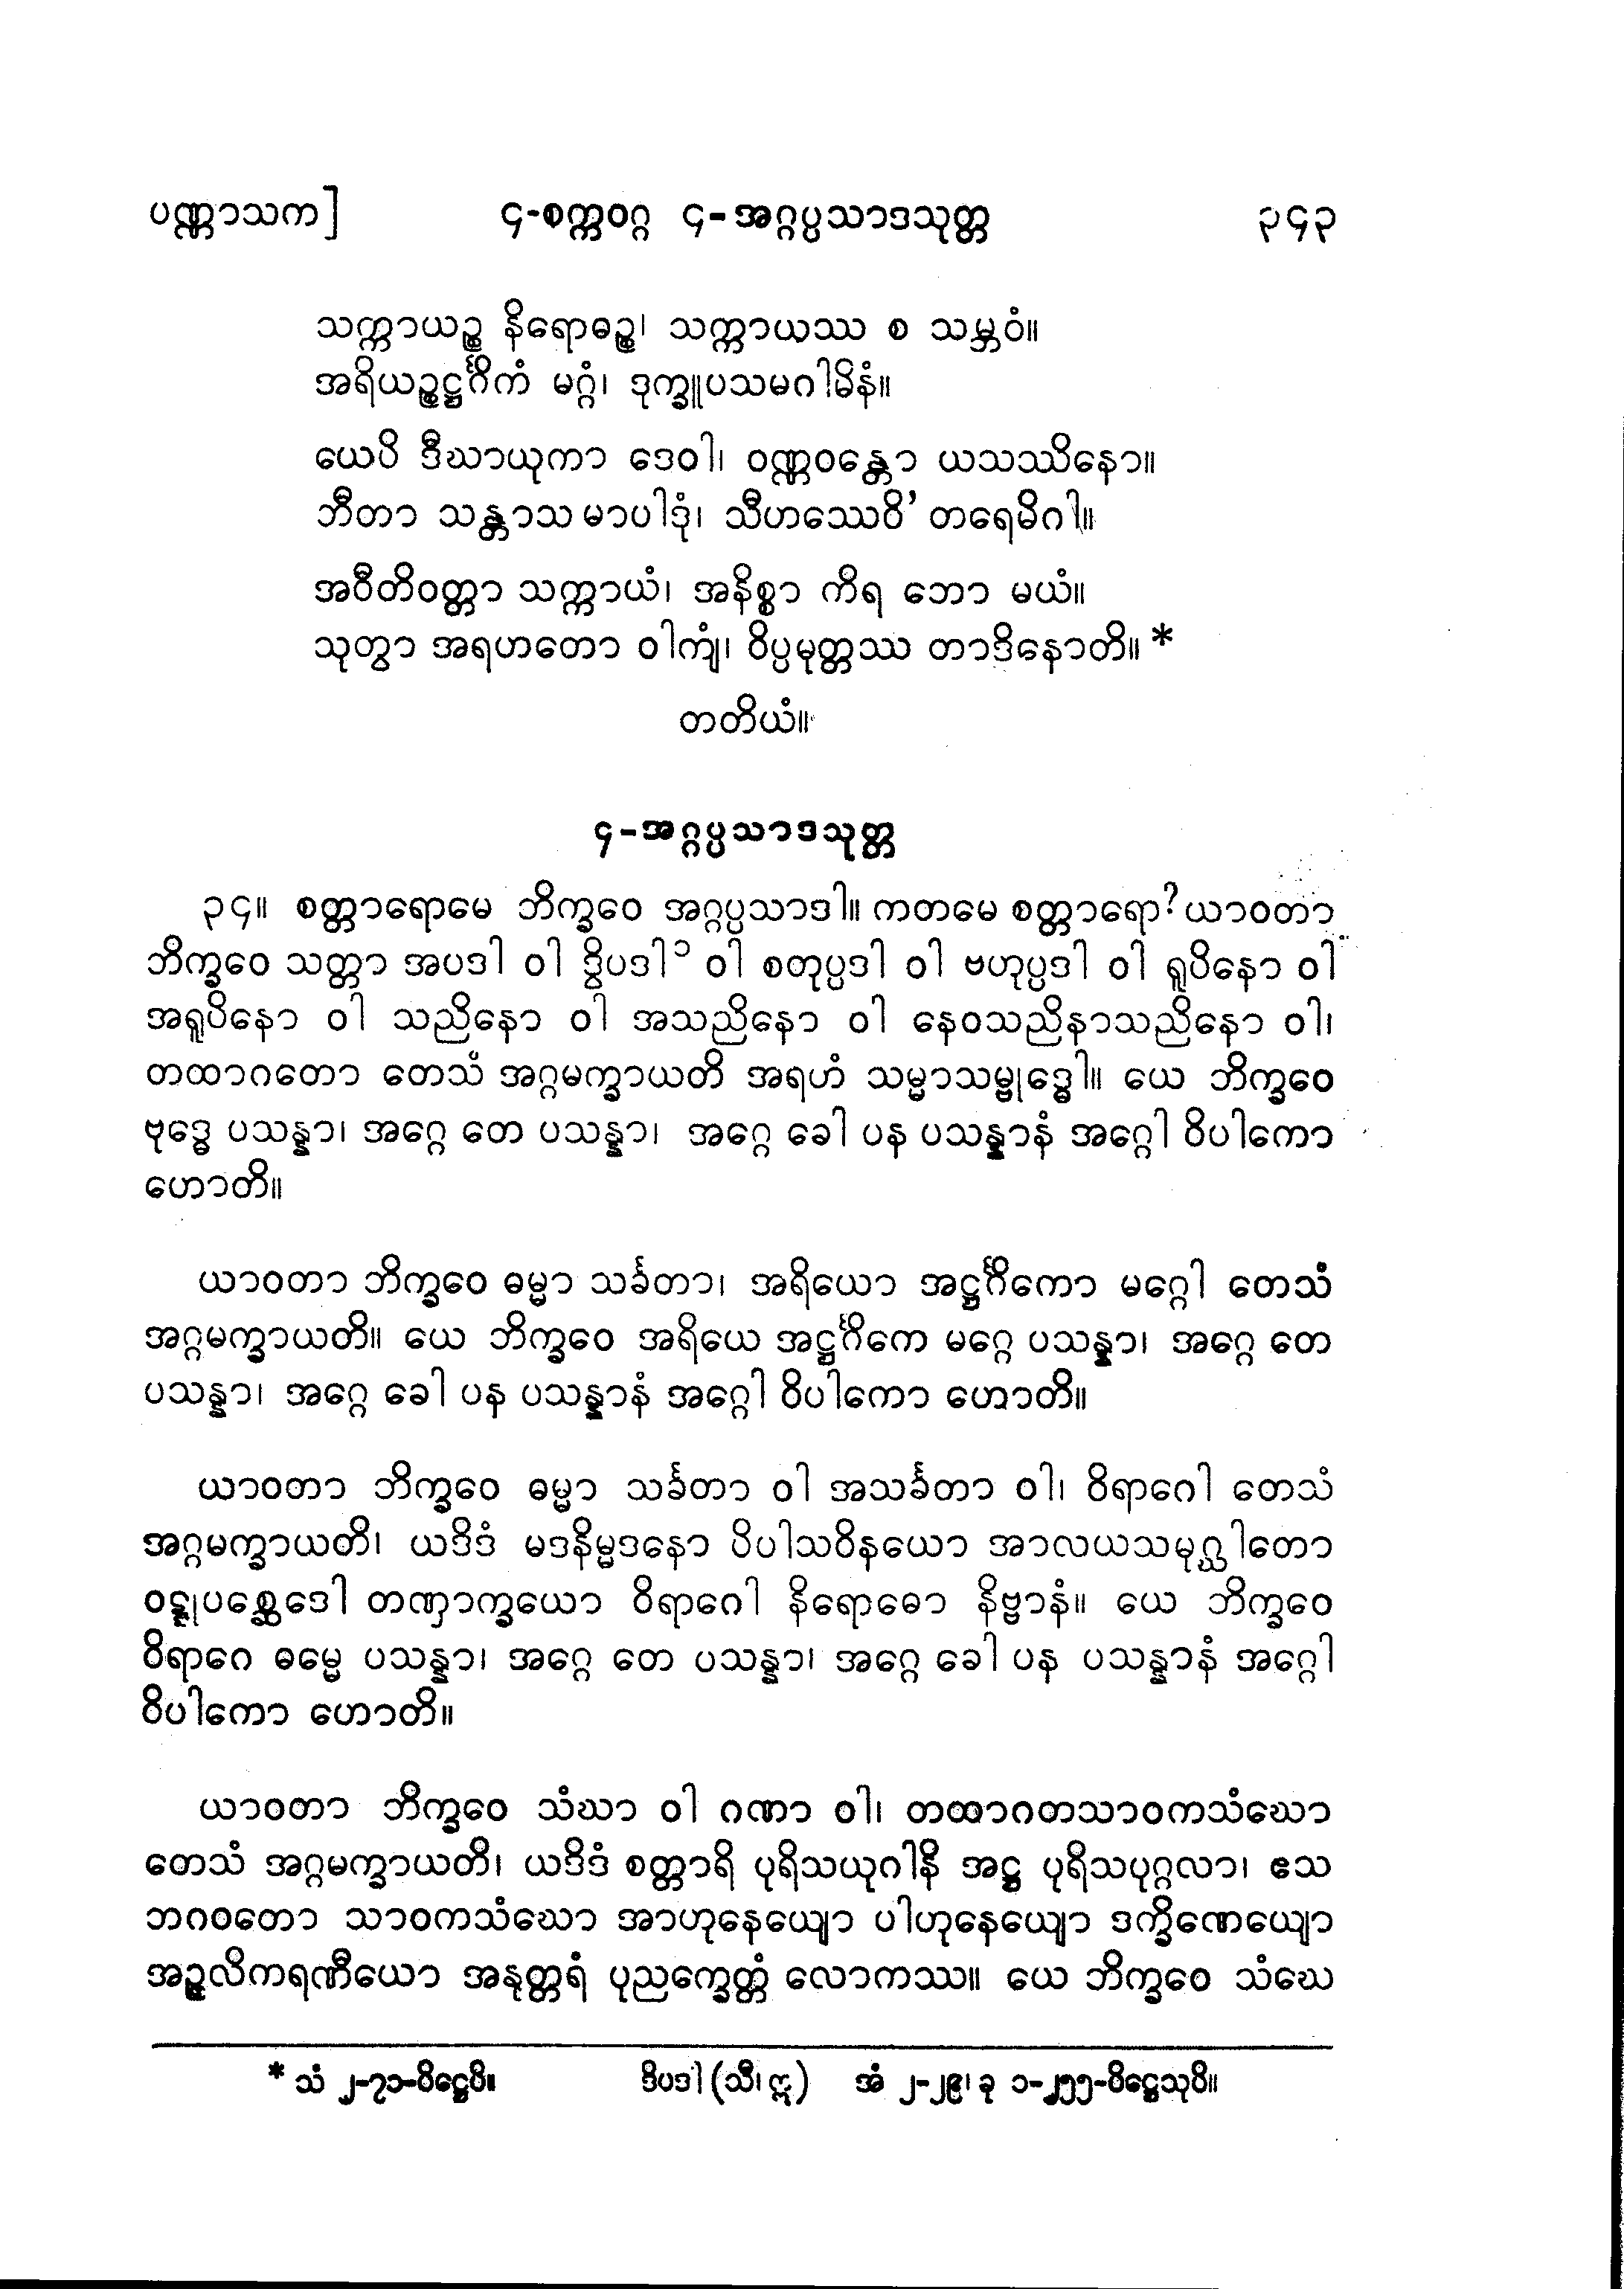 ပဏ္ဏာသက] ၄-စက္ကဝဂ္ဂ ၄-အဂ္ဂပ္ပသာဒသုတ္တ ၃၄၃
သက္ကာယဉ္စ နိရောဓဉ္စ၊ သက္ကာယဿ စ သမ္ဘဝံ။
အရိယဉ္စဋ္ဌင်္ဂိကံ မဂ္ဂံ၊ ဒုက္ခူပသမဂါမိနံ။
ယေပိ ဒီဃာယုကာ ဒေဝါ၊ ဝဏ္ဏဝန္တော ယသဿိနော။
ဘီတာ သန္တာသမာပါဒုံ၊ သီဟဿေဝိ’ တရေမိဂါ။
အဝီတိဝတ္တာ သက္ကာယံ၊ အနိစ္စာ ကိရ ဘော မယံ။
သုတွာ အရဟတော ဝါကျံ၊ ဝိပ္ပမုတ္တဿ တာဒိနောတိ။ *
တတိယံ။
၄-အဂ္ဂပ္ပသာဒသုတ္တ
၃၄။ စတ္တာရောမေ ဘိက္ခဝေ အဂ္ဂပ္ပသာဒါ။ ကတမေ စတ္တာရော? ယာဝတာ
ဘိက္ခဝေ သတ္တာ အပဒါ ဝါ ဒွိပဒါ ၁ ဝါ စတုပ္ပဒါ ဝါ ဗဟုပ္ပဒါ ဝါ ရူပိနော ဝါ
အရူပိနော ဝါ သညိနော ဝါ အသညိနော ဝါ နေဝသညိနာသညိနော ဝါ၊
တထာဂတော တေသံ အဂ္ဂမက္ခာယတိ အရဟံ သမ္မာသမ္ဗုဒ္ဓေါ။ ယေ ဘိက္ခဝေ
ဗုဒ္ဓေ ပသန္နာ၊ အဂ္ဂေ တေ ပသန္နာ၊ အဂ္ဂေ ခေါ ပန ပသန္နာနံ အဂ္ဂေါ ဝိပါကော
ဟောတိ။
ယာဝတာ ဘိက္ခဝေ ဓမ္မာ သင်္ခတာ၊ အရိယော အဋ္ဌင်္ဂိကော မဂ္ဂေါ တေသံ
အဂ္ဂမက္ခာယတိ။ ယေ ဘိက္ခဝေ အရိယေ အဋ္ဌင်္ဂိကေ မဂ္ဂေ ပသန္နာ၊ အဂ္ဂေ တေ
ပသန္နာ၊ အဂ္ဂေ ခေါ ပန ပသန္နာနံ အဂ္ဂေါ ဝိပါကော ဟောတိ။
ယာဝတာ ဘိက္ခဝေ ဓမ္မာ သင်္ခတာ ဝါ အသင်္ခတာ ဝါ၊ ဝိရာဂေါ တေသံ
အဂ္ဂမက္ခာယတိ၊ ယဒိဒံ မဒနိမ္မဒနော ပိပါသဝိနယော အာလယသမုဂ္ဃါတော
ဝဋ္ဋုပစ္ဆေဒေါ တဏှာက္ခယော ဝိရာဂေါ နိရောဓော နိဗ္ဗာနံ။ ယေ ဘိက္ခဝေ
ဝိရာဂေ ဓမ္မေ ပသန္နာ၊ အဂ္ဂေ တေ ပသန္နာ၊ အဂ္ဂေ ခေါ ပန ပသန္နာနံ အဂ္ဂေါ
ဝိပါကော ဟောတိ။
ယာဝတာ ဘိက္ခဝေ သံဃာ ဝါ ဂဏာ ဝါ၊ တထာဂတသာဝကသံဃော
တေသံ အဂ္ဂမက္ခာယတိ၊ ယဒိဒံ စတ္တာရိ ပုရိသယုဂါနိ အဋ္ဌ ပုရိသပုဂ္ဂလာ၊ ဧသ
ဘဂဝတော သာဝကသံဃော အာဟုနေယျော ပါဟုနေယျော ဒက္ခိဏေယျော
အဉ္ဇလိကရဏီယော အနုတ္တရံ ပုညက္ခေတ္တံ လောကဿ။ ယေ ဘိက္ခဝေ သံဃေ
* သံ ၂-၇၁-ပိဋ္ဌေပိ။ ဒိပဒါ (သီ၊ ဣ) အံ ၂-၂၉၊ ခု ၁-၂၅၅-ပိဋ္ဌေသုပိ။